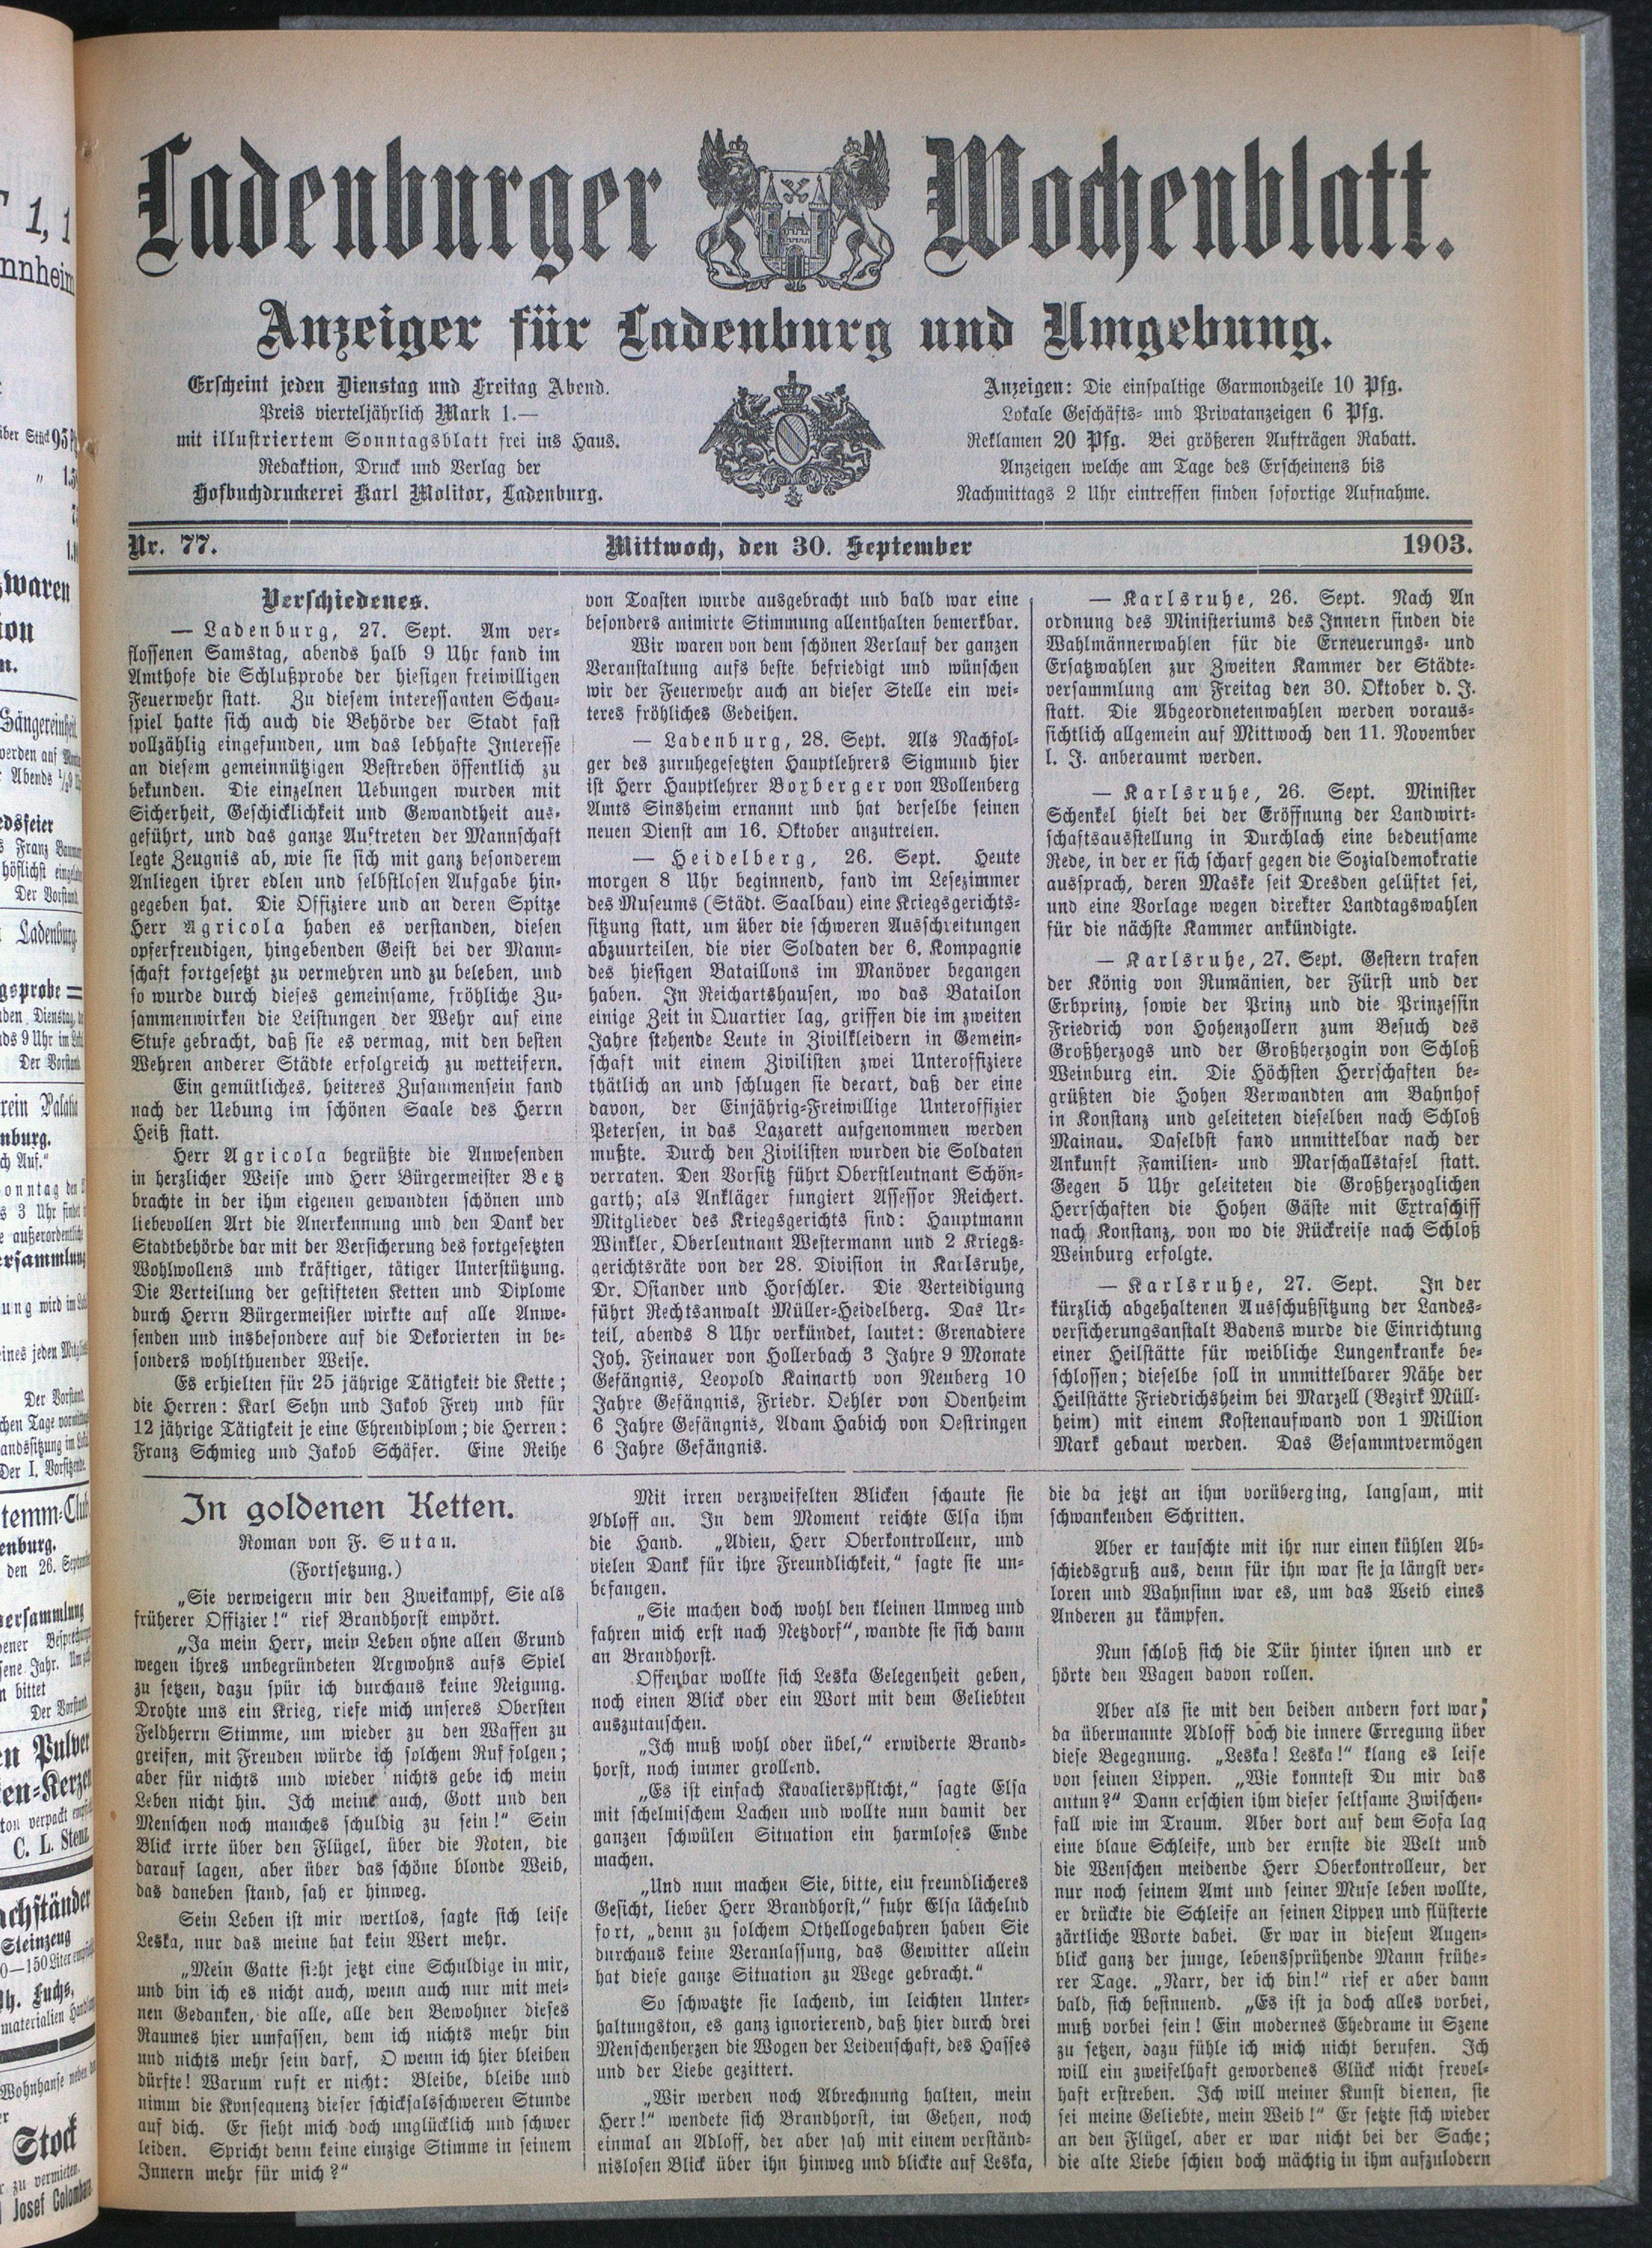 Ladenburger Wochenblatt.
Anzeiger für Ladenburg und Umgebung.
Erscheint jeden Dienstag und Freitag Abend.
Preis vierteljährlich Mark 1.—
mit illustriertem Sonntagsblatt frei ins Haus.
Redaktion, Druck und Verlag der
Hofbuchdruckerei Karl Molitor, Ladenburg.
Anzeigen: Die einspaltige Garmondzeile 10 Pfg.
Lokale Geschäfts- und Privatanzeigen 6 Pfg.
Reklamen 20 Pfg. Bei größeren Aufträgen Rabatt.
Anzeigen welche am Tage des Erscheinens bis
Nachmittags 2 Uhr eintreffen finden sofortige Aufnahme.
Nr. 77. Mittwoch, den 30. September 1903.
Verschiedenes.
— Ladenburg, 27. Sept. Am ver-
flossenen Samstag, abends halb 9 Uhr fand im
Amthofe die Schlußprobe der hiesigen freiwilligen
Feuerwehr statt. Zu diesem interessanten Schau-
spiel hatte sich auch die Behörde der Stadt fast
vollzählig eingefunden, um das lebhafte Interesse
an diesem gemeinnützigen Bestreben öffentlich zu
bekunden. Die einzelnen Uebungen wurden mit
Sicherheit, Geschicklichkeit und Gewandtheit aus-
geführt, und das ganze Auftreten der Mannschaft
legte Zeugnis ab, wie sie sich mit ganz besonderem
Anliegen ihrer edlen und selbstlosen Aufgabe hin-
gegeben hat. Die Offiziere und an deren Spitze
Herr Agricola haben es verstanden, diesen
opferfreudigen, hingebenden Geist bei der Mann-
schaft fortgesetzt zu vermehren und zu beleben, und
so wurde durch dieses gemeinsame, fröhliche Zu-
sammenwirken die Leistungen der Wehr auf eine
Stufe gebracht, daß sie es vermag, mit den besten
Wehren anderer Städte erfolgreich zu wetteifern.
Ein gemütliches, heiteres Zusammensein fand
nach der Uebung im schönen Saale des Herrn
Heiß statt.
Herr Agricola begrüßte die Anwesenden
in herzlicher Weise und Herr Bürgermeister Betz
brachte in der ihm eigenen gewandten schönen und
liebevollen Art die Anerkennung und den Dank der
Stadtbehörde dar mit der Versicherung des fortgesetzten
Wohlwollens und kräftiger, tätiger Unterstützung.
Die Verteilung der gestifteten Ketten und Diplome
durch Herrn Bürgermeister wirkte auf alle Anwe-
senden und insbesondere auf die Dekorierten in be-
sonders wohlthuender Weise.
Es erhielten für 25 jährige Tätigkeit die Kette;
die Herren: Karl Sehn und Jakob Frey und für
12 jährige Tätigkeit je eine Ehrendiplom; die Herren:
Franz Schmieg und Jakob Schäfer. Eine Reihe
von Toasten wurde ausgebracht und bald war eine
besonders animirte Stimmung allenthalten bemerkbar.
Wir waren von dem schönen Verlauf der ganzen
Veranstaltung aufs beste befriedigt und wünschen
wir der Feuerwehr auch an dieser Stelle ein wei-
teres fröhliches Gedeihen.
— Ladenburg, 28. Sept. Als Nachfol-
ger des zuruhegesetzten Hauptlehrers Sigmund hier
ist Herr Hauptlehrer Boxberger von Wollenberg
Amts Sinsheim ernannt und hat derselbe seinen
neuen Dienst am 16. Oktober anzutreten.
— Heidelberg, 26. Sept. Heute
morgen 8 Uhr beginnend, fand im Lesezimmer
des Museums (Städt. Saalbau) eine Kriegsgerichts-
sitzung statt, um über die schweren Ausschreitungen
abzuurteilen, die vier Soldaten der 6. Kompagnie
des hiesigen Bataillons im Manöver begangen
haben. In Reichartshausen, wo das Batailon
einige Zeit in Quartier lag, griffen die im zweiten
Jahre stehende Leute in Zivilkleidern in Gemein-
schaft mit einem Zivilisten zwei Unteroffiziere
thätlich an und schlugen sie derart, daß der eine
davon, der Einjährig-Freiwillige Unteroffizier
Petersen, in das Lazarett aufgenommen werden
mußte. Durch den Zivilisten wurden die Soldaten
verraten. Den Vorsitz führt Oberstleutnant Schön-
garth; als Ankläger fungiert Assessor Reichert.
Mitglieder des Kriegsgerichts sind: Hauptmann
Winkler, Oberleutnant Westermann und 2 Kriegs-
gerichtsräte von der 28. Division in Karlsruhe,
Dr. Osiander und Horschler. Die Verteidigung
führt Rechtsanwalt Müller-Heidelberg. Das Ur-
teil, abends 8 Uhr verkündet, lautet: Grenadiere
Joh. Feinauer von Hollerbach 3 Jahre 9 Monate
Gefängnis, Leopold Kainarth von Neuberg 10
Jahre Gefängnis, Friedr. Oehler von Odenheim
6 Jahre Gefängnis, Adam Habich von Oestringen
6 Jahre Gefängnis.
— Karlsruhe, 26. Sept. Nach An
ordnung des Ministeriums des Innern finden die
Wahlmännerwahlen für die Erneuerungs- und
Ersatzwahlen zur Zweiten Kammer der Städte-
versammlung am Freitag den 30. Oktober d. J.
statt. Die Abgeordnetenwahlen werden voraus-
sichtlich allgemein auf Mittwoch den 11. November
l. J. anberaumt werden.
— Karlsruhe, 26. Sept. Minister
Schenkel hielt bei der Eröffnung der Landwirt-
schaftsausstellung in Durlach eine bedeutsame
Rede, in der er sich scharf gegen die Sozialdemokratie
aussprach, deren Maske seit Dresden gelüftet sei,
und eine Vorlage wegen direkter Landtagswahlen
für die nächste Kammer ankündigte.
— Karlsruhe, 27. Sept. Gestern trafen
der König von Rumänien, der Fürst und der
Erbprinz, sowie der Prinz und die Prinzessin
Friedrich von Hohenzollern zum Besuch des
Großherzogs und der Großherzogin von Schloß
Weinburg ein. Die Höchsten Herrschaften be-
grüßten die Hohen Verwandten am Bahnhof
in Konstanz und geleiteten dieselben nach Schloß
Mainau. Daselbst fand unmittelbar nach der
Ankunft Familien- und Marschallstafel statt.
Gegen 5 Uhr geleiteten die Großherzoglichen
Herrschaften die Hohen Gäste mit Extraschiff
nach Konstanz, von wo die Rückreise nach Schloß
Weinburg erfolgte.
— Karlsruhe, 27. Sept. In der
kürzlich abgehaltenen Ausschußsitzung der Landes-
versicherungsanstalt Badens wurde die Einrichtung
einer Heilstätte für weibliche Lungenkranke be-
schlossen; dieselbe soll in unmittelbarer Nähe der
Heilstätte Friedrichsheim bei Marzell (Bezirk Müll-
heim) mit einem Kostenaufwand von 1 Million
Mark gebaut werden. Das Gesammtvermögen
In goldenen Ketten.
Roman von F. Sutau.
(Fortsetzung.)
„Sie verweigern mir den Zweikampf, Sie als
früherer Offizier!" rief Brandhorst empört.
„Ja mein Herr, mein Leben ohne allen Grund
wegen ihres unbegründeten Argwohns aufs Spiel
zu setzen, dazu spür ich durchaus keine Neigung.
Drohte uns ein Krieg, riefe mich unseres Obersten
Feldherrn Stimme, um wieder zu den Waffen zu
greifen, mit Freuden würde ich solchem Ruf folgen;
aber für nichts und wieder nichts gebe ich mein
Leben nicht hin. Ich meine auch, Gott und den
Menschen noch manches schuldig zu sein!" Sein
Blick irrte über den Flügel, über die Noten, die
darauf lagen, aber über das schöne blonde Weib,
das daneben stand, sah er hinweg.
Sein Leben ist mir wertlos, sagte sich leise
Leska, nur das meine hat kein Wert mehr.
„Mein Gatte sieht jetzt eine Schuldige in mir,
und bin ich es nicht auch, wenn auch nur mit mei-
nen Gedanken, die alle, alle den Bewohner dieses
Raumes hier umfassen, dem ich nichts mehr bin
und nichts mehr sein darf, O wenn ich hier bleiben
dürfte! Warum ruft er nicht: Bleibe, bleibe und
nimm die Konsequenz dieser schicksalsschweren Stunde
auf dich. Er sieht mich doch unglücklich und schwer
leiden. Spricht denn keine einzige Stimme in seinem
Innern mehr für mich?"
Mit irren verzweifelten Blicken schaute sie
Adloff an. In dem Moment reichte Elsa ihm
die Hand. „Adieu, Herr Oberkontrolleur, und
vielen Dank für ihre Freundlichkeit," sagte sie un-
befangen.
„Sie machen doch wohl den kleinen Umweg und
fahren mich erst nach Netzdorf", wandte sie sich dann
an Brandhorst.
Offenbar wollte sich Leska Gelegenheit geben,
noch einen Blick oder ein Wort mit dem Geliebten
auszutauschen.
„Ich muß wohl oder übel," erwiderte Brand-
horst, noch immer grollend.
„Es ist einfach Kavalierspflicht," sagte Elsa
mit schelmischem Lachen und wollte nun damit der
ganzen schwülen Situation ein harmloses Ende
machen.
„Und nun machen Sie, bitte, ein freundlicheres
Gesicht, lieber Herr Brandhorst," fuhr Elsa lächelnd
fort, „denn zu solchem Othellogebahren haben Sie
durchaus keine Veranlassung, das Gewitter allein
hat diese ganze Situation zu Wege gebracht."
So schwatzte sie lachend, im leichten Unter-
haltungston, es ganz ignorierend, daß hier durch drei
Menschenherzen die Wogen der Leidenschaft, des Hasses
und der Liebe gezittert.
„Wir werden noch Abrechnung halten, mein
Herr!" wendete sich Brandhorst, im Gehen, noch
einmal an Adloff, der aber sah mit einem verständ-
nislosen Blick über ihn hinweg und blickte auf Leska,
die da jetzt an ihm vorüberging, langsam, mit
schwankenden Schritten.
Aber er tauschte mit ihr nur einen kühlen Ab-
schiedsgruß aus, denn für ihn war sie ja längst ver-
loren und Wahnsinn war es, um das Weib eines
Anderen zu kämpfen.
Nun schloß sich die Tür hinter ihnen und er
hörte den Wagen davon rollen.
Aber als sie mit den beiden andern fort war;
da übermannte Adloff doch die innere Erregung über
diese Begegnung. „Leska! Leska!" klang es leise
von seinen Lippen. „Wie konntest Du mir das
antun?" Dann erschien ihm dieser seltsame Zwischen-
fall wie im Traum. Aber dort auf dem Sofa lag
eine blaue Schleife, und der ernste die Welt und
die Menschen meidende Herr Oberkontrolleur, der
nur noch seinem Amt und seiner Muse leben wollte,
er drückte die Schleife an seinen Lippen und flüsterte
zärtliche Worte dabei. Er war in diesem Augen-
blick ganz der junge, lebenssprühende Mann frühe-
rer Tage. „Narr, der ich bin!" rief er aber dann
bald, sich besinnend. „Es ist ja doch alles vorbei,
muß vorbei sein! Ein modernes Ehedrame in Szene
zu setzen, dazu fühle ich mich nicht berufen. Ich
will ein zweifelhaft gewordenes Glück nicht frevel-
haft erstreben. Ich will meiner Kunst dienen, sie
sei meine Geliebte, mein Weib!" Er setzte sich wieder
an den Flügel, aber er war nicht bei der Sache;
die alte Liebe schien doch mächtig in ihm aufzulodern